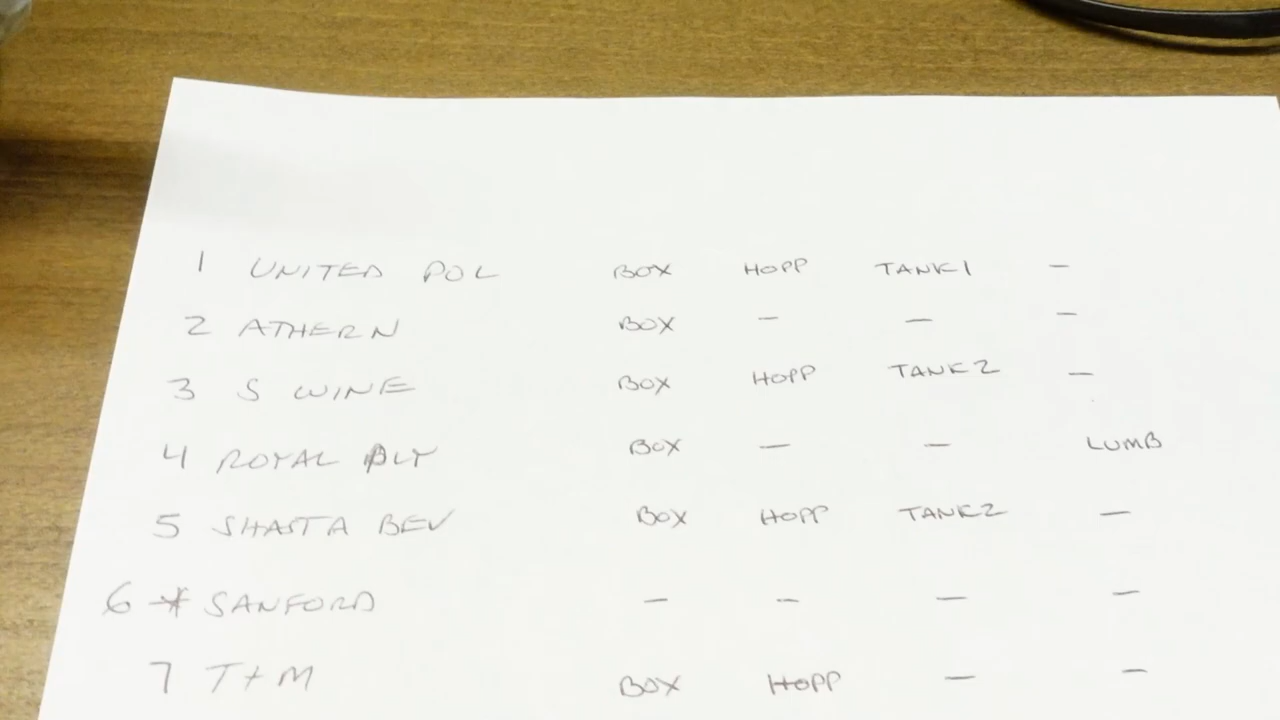 1 UNITED POL BOX HOPP TANK1 -
2 ATHERN BOX - - -
3 S WINE BOX HOPP TANK2 -
4 ROYAL PLY BOX - - LUMB
5 SHASTA BEV BOX HOPP TANK2 -
6 * SANFORD - - - -
7 T+M BOX HOPP - -